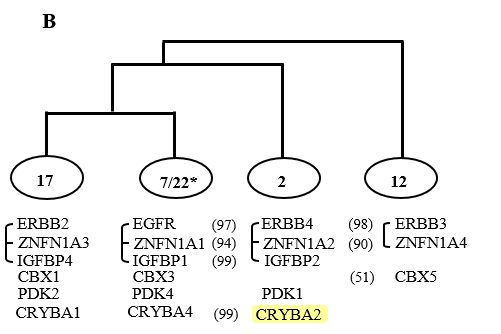 B
17 7/22* 2 12
ERBB2 EGFR (97) ERBB4 (98) ERBB3
ZNFN1A3 ZNFN1A1 (94) ZNFN1A2 (90) ZNFN1A4
IGFBP4 IGFBP1 (99) IGFBP2
CBX1 CBX3 (51) CBX5
PDK2 PDK4 PDK1
CRYBA1 CRYBA4 (99) CRYBA2